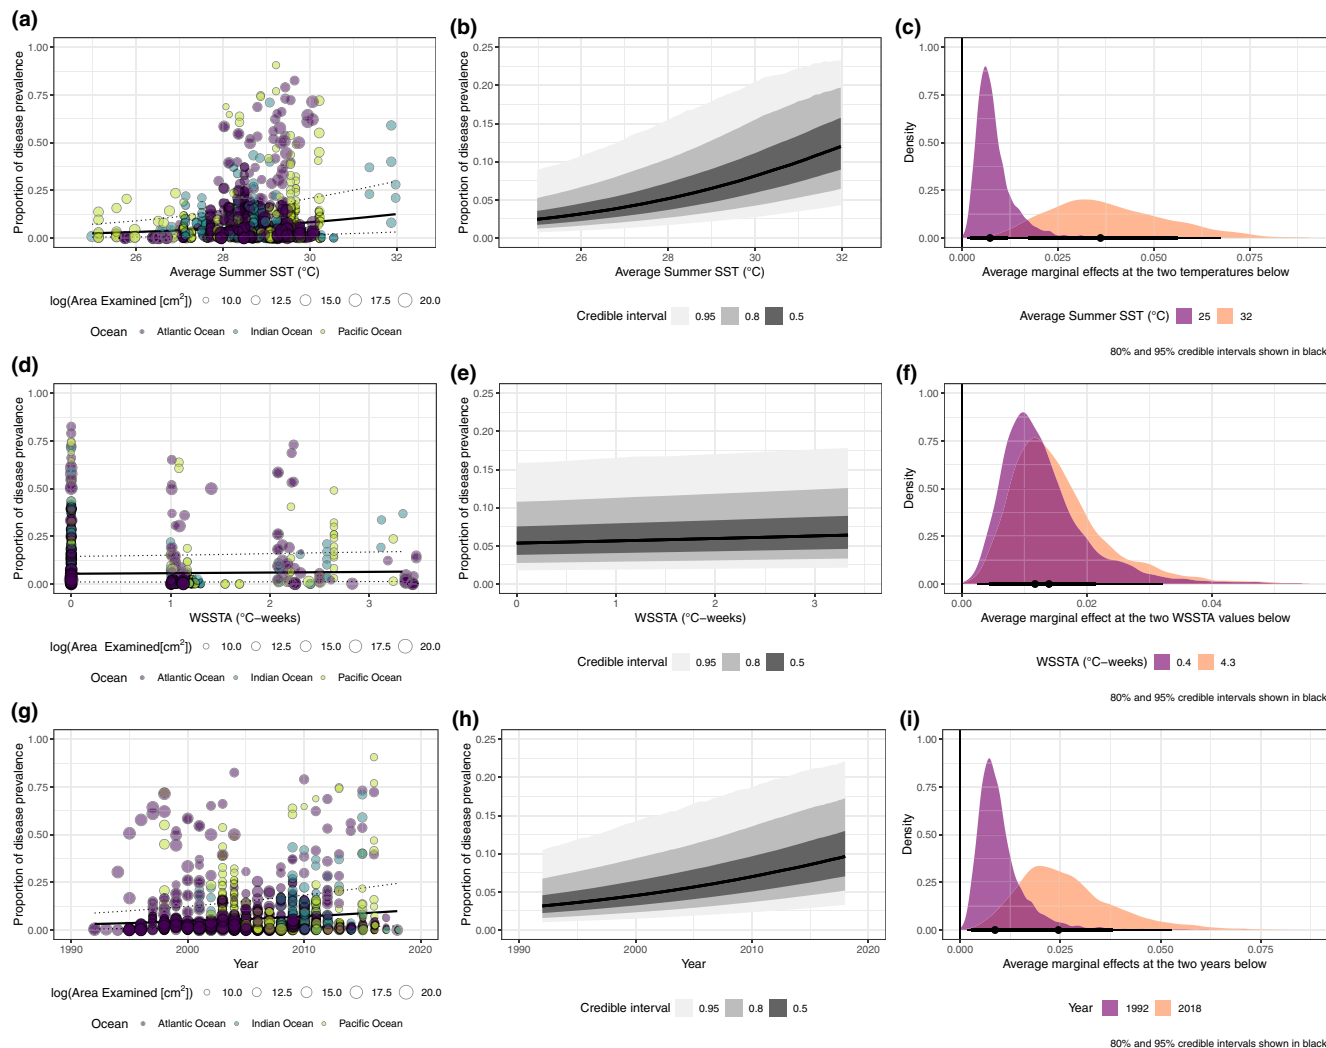 (a)
Proportion of disease prevalence
1.00
0.75
0.50
0.25
0.00
26 28 30 32
Average Summer SST (°C)
log(Area Examined [cm²]) 10.0 12.5 15.0 17.5 20.0
Ocean Atlantic Ocean Indian Ocean Pacific Ocean
(b)
Proportion of disease prevalence
0.25
0.20
0.15
0.10
0.05
0.00
26 28 30 32
Average Summer SST (°C)
Credible interval 0.95 0.8 0.5
(c)
Density
1.00
0.75
0.50
0.25
0.00
0.000 0.025 0.050 0.075
Average marginal effects at the two temperatures below
Average Summer SST (°C) 25 32
80% and 95% credible intervals shown in black
(d)
Proportion of disease prevalence
1.00
0.75
0.50
0.25
0.00
0 1 2 3
WSSTA (°C−weeks)
log(Area Examined[cm²]) 10.0 12.5 15.0 17.5 20.0
Ocean Atlantic Ocean Indian Ocean Pacific Ocean
(e)
Proportion of disease prevalence
0.25
0.20
0.15
0.10
0.05
0.00
0 1 2 3
WSSTA (°C−weeks)
Credible interval 0.95 0.8 0.5
(f)
Density
1.00
0.75
0.50
0.25
0.00
0.00 0.02 0.04
Average marginal effect at the two WSSTA values below
WSSTA (°C−weeks) 0.4 4.3
80% and 95% credible intervals shown in black
(g)
Proportion of disease prevalence
1.00
0.75
0.50
0.25
0.00
1990 2000 2010 2020
Year
log(Area Examined [cm²]) 10.0 12.5 15.0 17.5 20.0
Ocean Atlantic Ocean Indian Ocean Pacific Ocean
(h)
Proportion of disease prevalence
0.25
0.20
0.15
0.10
0.05
0.00
1990 2000 2010 2020
Year
Credible interval 0.95 0.8 0.5
(i)
Density
1.00
0.75
0.50
0.25
0.00
0.000 0.025 0.050 0.075
Average marginal effects at the two years below
Year 1992 2018
80% and 95% credible intervals shown in black